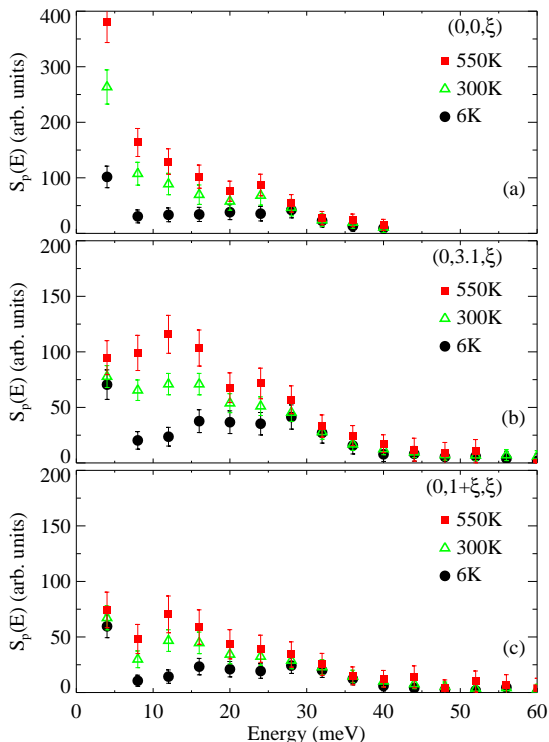 400
300
200
100
0
S_p(E) (arb. units)
(0,0,ξ)
550K
300K
6K
(a)
200
150
100
50
0
S_p(E) (arb. units)
(0,3.1,ξ)
550K
300K
6K
(b)
200
150
100
50
0
S_p(E) (arb. units)
(0,1+ξ,ξ)
550K
300K
6K
(c)
0 10 20 30 40 50 60
Energy (meV)